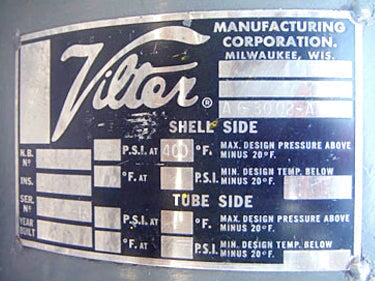 Vilter®
MANUFACTURING
CORPORATION.
MILWAUKEE, WIS.
SHELL SIDE
N.B. Nº P.S.I. AT 400 °F. MAX. DESIGN PRESSURE ABOVE MINUS 20°F.
INS. °F. AT P.S.I. MIN. DESIGN TEMP. BELOW MINUS 20°F.
TUBE SIDE
SER. Nº P.S.I. AT °F. MAX. DESIGN PRESSURE ABOVE MINUS 20°F.
YEAR BUILT °F. AT P.S.I. MIN. DESIGN TEMP. BELOW MINUS 20°F.